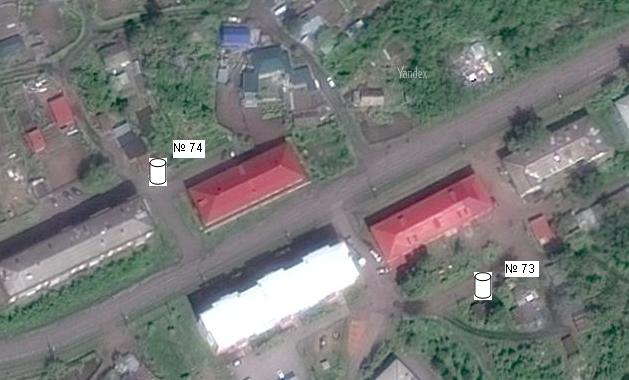 Yandex
№ 74
№ 73